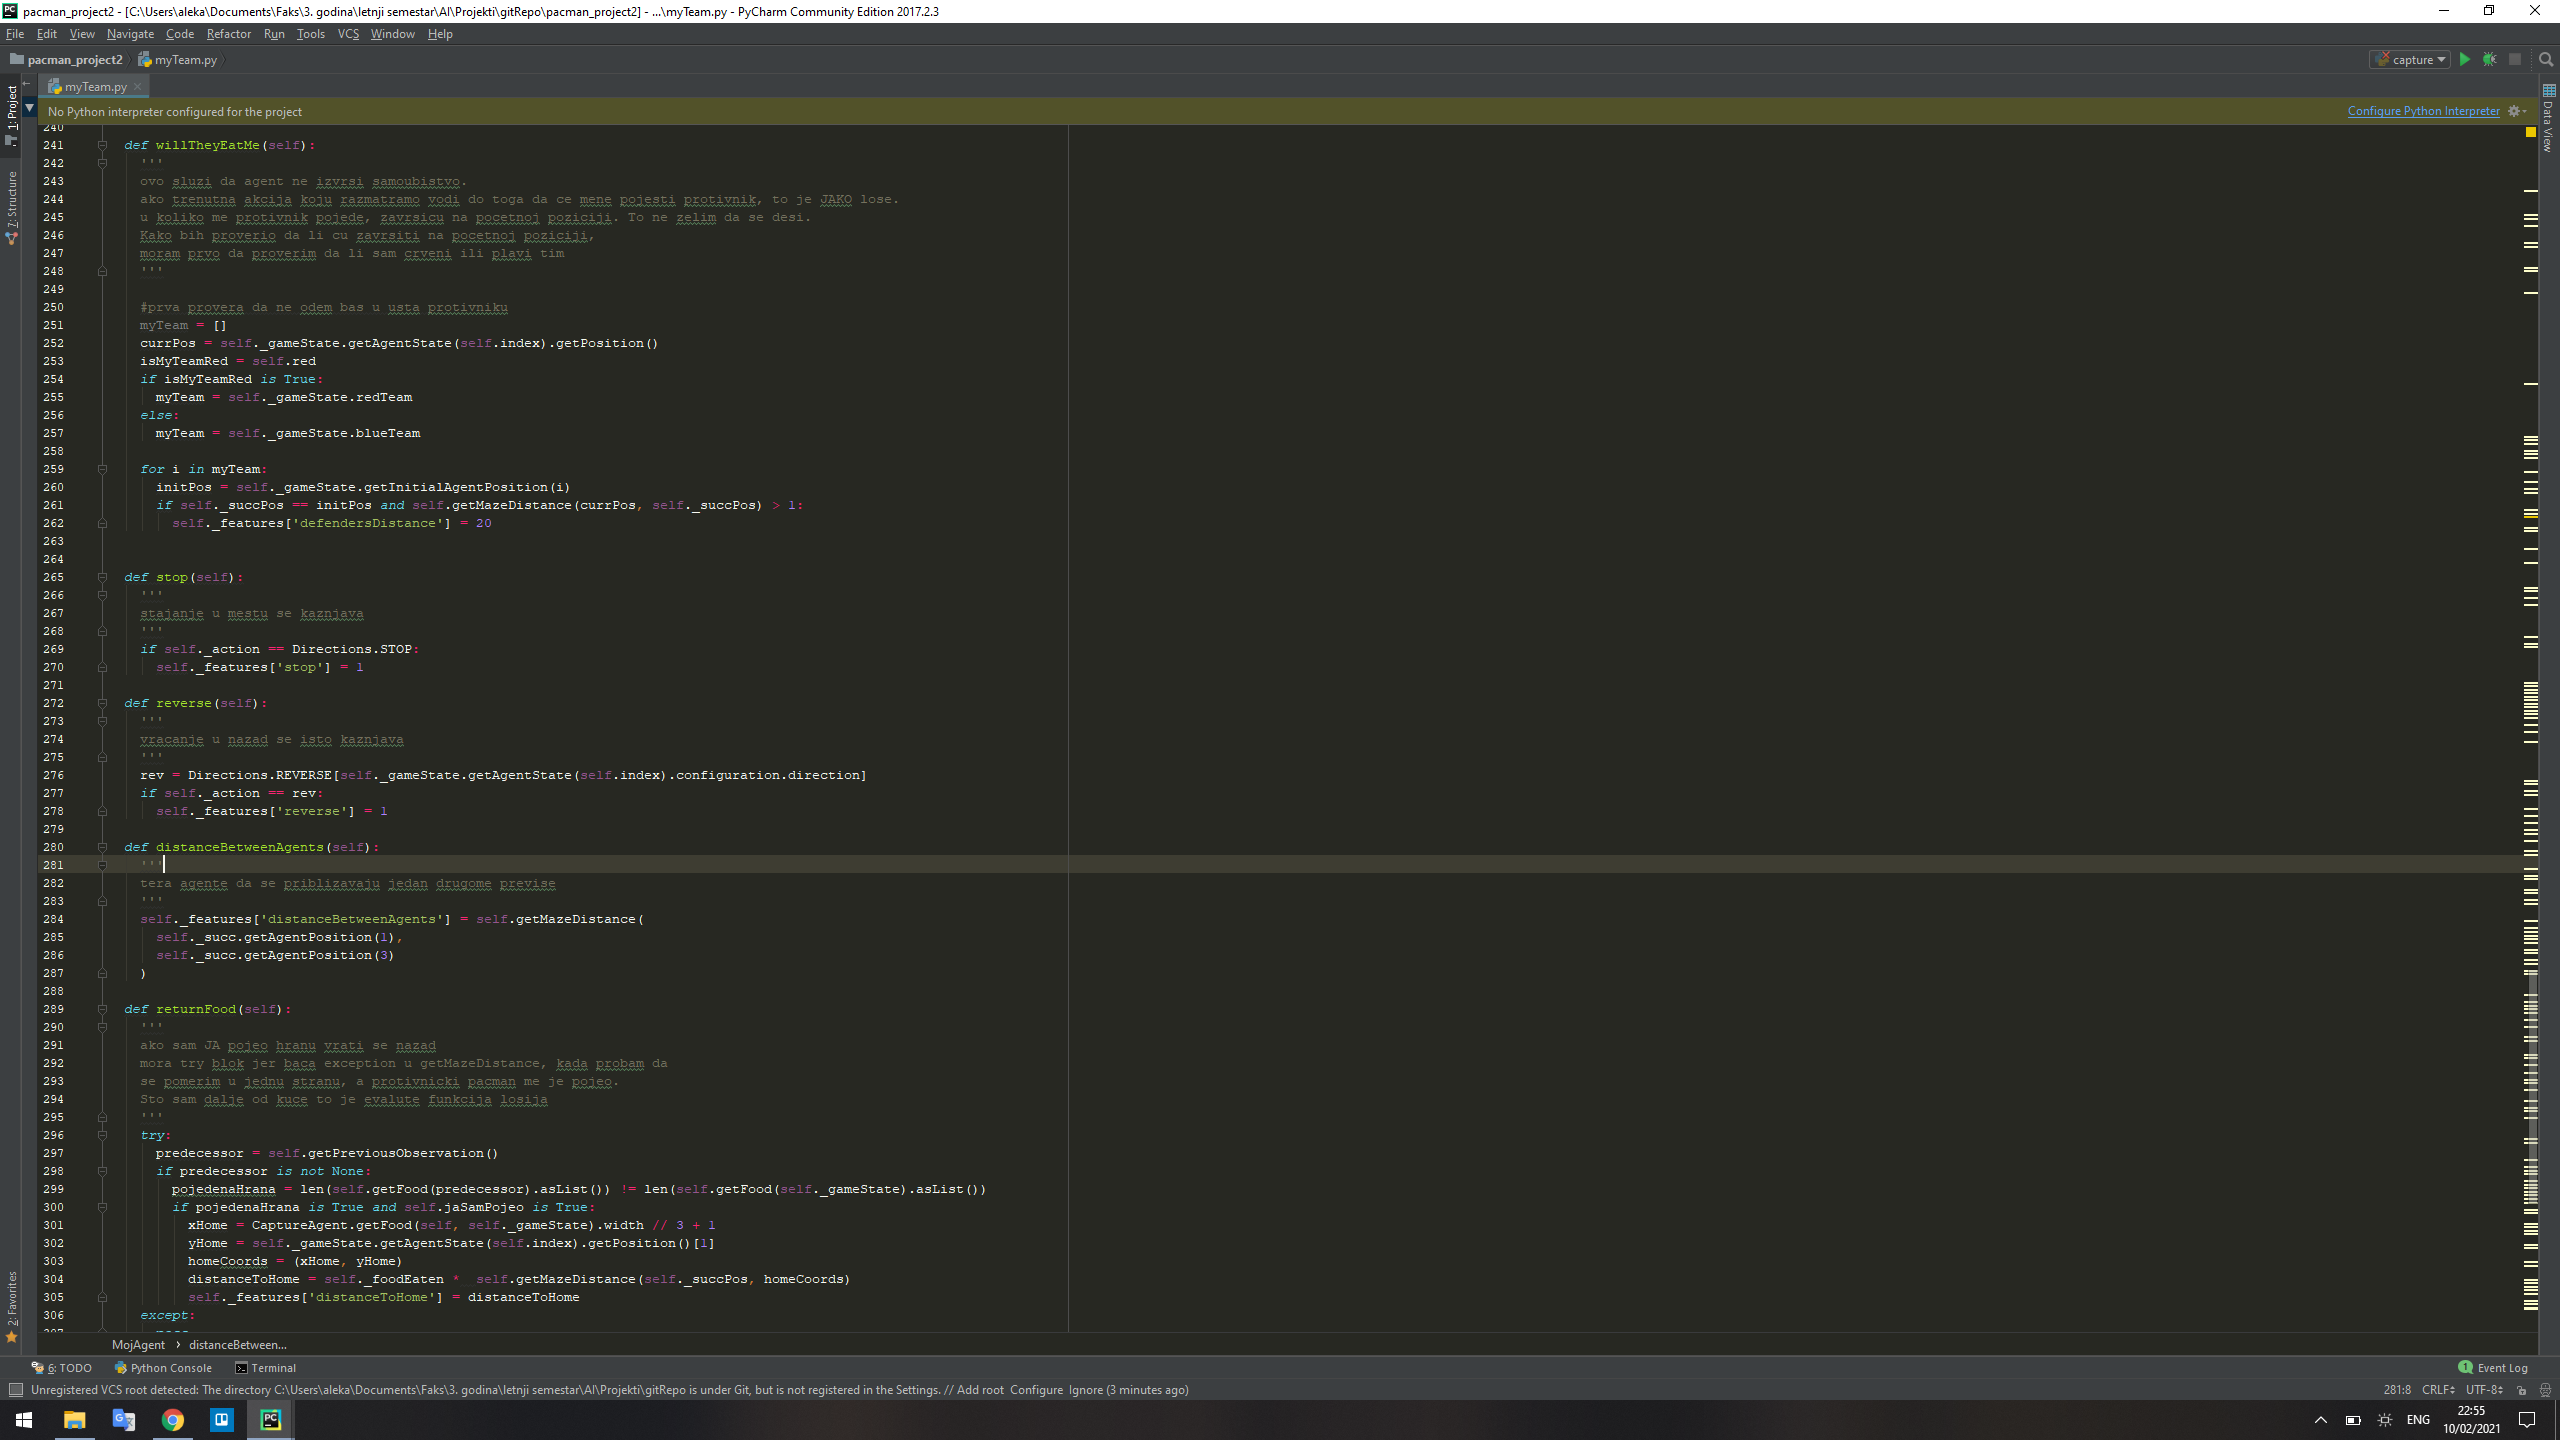 pacman_project2 - [C:\Users\aleka\Documents\Faks\3. godina\letnji semestar\AI\Projekti\gitRepo\pacman_project2] - ...\myTeam.py - PyCharm Community Edition 2017.2.3
File Edit View Navigate Code Refactor Run Tools VCS Window Help
pacman_project2 myTeam.py capture
myTeam.py
No Python interpreter configured for the project Configure Python Interpreter
1: Project
7: Structure
2: Favorites
Data View
240
241 def willTheyEatMe(self):
242 '''
243 ovo sluzi da agent ne izvrsi samoubistvo.
244 ako trenutna akcija koju razmatramo vodi do toga da ce mene pojesti protivnik, to je JAKO lose.
245 u koliko me protivnik pojede, zavrsicu na pocetnoj poziciji. To ne zelim da se desi.
246 Kako bih proverio da li cu zavrsiti na pocetnoj poziciji,
247 moram prvo da proverim da li sam crveni ili plavi tim
248 '''
249
250 #prva provera da ne odem bas u usta protivniku
251 myTeam = []
252 currPos = self._gameState.getAgentState(self.index).getPosition()
253 isMyTeamRed = self.red
254 if isMyTeamRed is True:
255 myTeam = self._gameState.redTeam
256 else:
257 myTeam = self._gameState.blueTeam
258
259 for i in myTeam:
260 initPos = self._gameState.getInitialAgentPosition(i)
261 if self._succPos == initPos and self.getMazeDistance(currPos, self._succPos) > 1:
262 self._features['defendersDistance'] = 20
263
264
265 def stop(self):
266 '''
267 stajanje u mestu se kaznjava
268 '''
269 if self._action == Directions.STOP:
270 self._features['stop'] = 1
271
272 def reverse(self):
273 '''
274 vracanje u nazad se isto kaznjava
275 '''
276 rev = Directions.REVERSE[self._gameState.getAgentState(self.index).configuration.direction]
277 if self._action == rev:
278 self._features['reverse'] = 1
279
280 def distanceBetweenAgents(self):
281 '''
282 tera agente da se priblizavaju jedan drugome previse
283 '''
284 self._features['distanceBetweenAgents'] = self.getMazeDistance(
285 self._succ.getAgentPosition(1),
286 self._succ.getAgentPosition(3)
287 )
288
289 def returnFood(self):
290 '''
291 ako sam JA pojeo hranu vrati se nazad
292 mora try blok jer baca exception u getMazeDistance, kada probam da
293 se pomerim u jednu stranu, a protivnicki pacman me je pojeo.
294 Sto sam dalje od kuce to je evalute funkcija losija
295 '''
296 try:
297 predecessor = self.getPreviousObservation()
298 if predecessor is not None:
299 pojedenaHrana = len(self.getFood(predecessor).asList()) != len(self.getFood(self._gameState).asList())
300 if pojedenaHrana is True and self.jaSamPojeo is True:
301 xHome = CaptureAgent.getFood(self, self._gameState).width // 3 + 1
302 yHome = self._gameState.getAgentState(self.index).getPosition()[1]
303 homeCoords = (xHome, yHome)
304 distanceToHome = self._foodEaten *  self.getMazeDistance(self._succPos, homeCoords)
305 self._features['distanceToHome'] = distanceToHome
306 except:
307 pass
MojAgent › distanceBetween...
6: TODO Python Console Terminal 1 Event Log
Unregistered VCS root detected: The directory C:\Users\aleka\Documents\Faks\3. godina\letnji semestar\AI\Projekti\gitRepo is under Git, but is not registered in the Settings. // Add root Configure Ignore (3 minutes ago) 281:8 CRLF UTF-8
ENG 22:55
10/02/2021